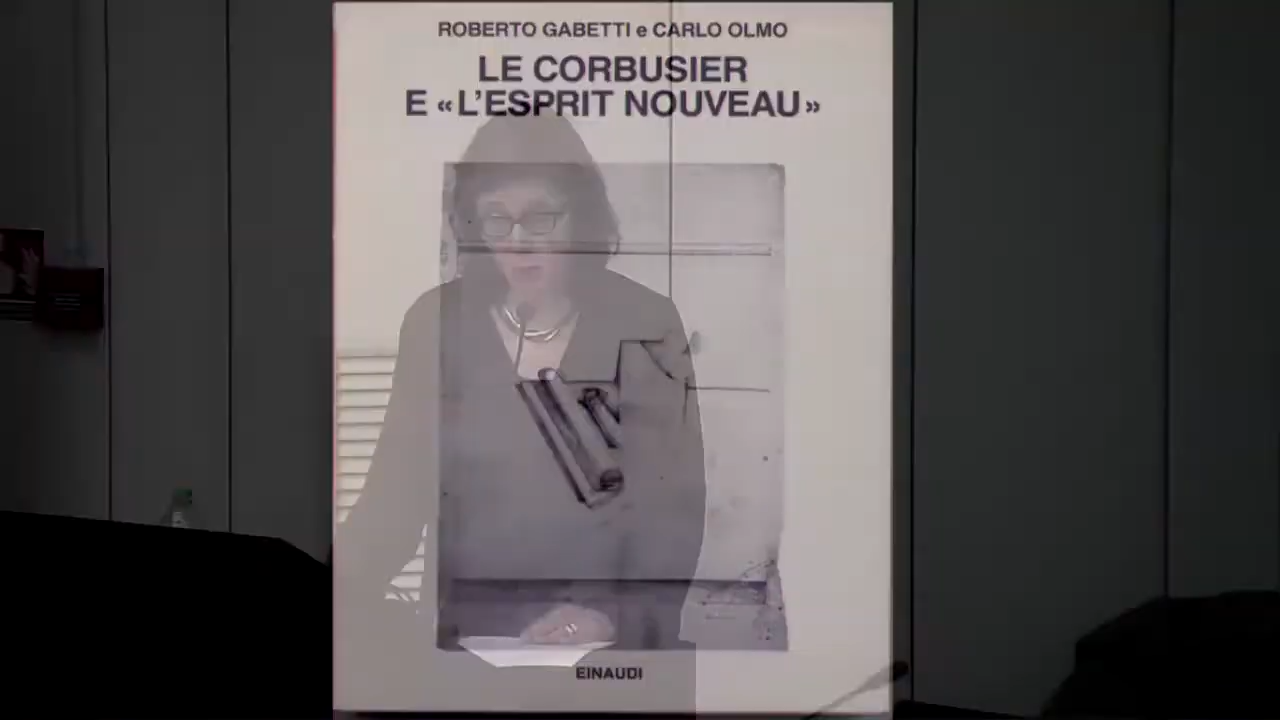 ROBERTO GABETTI e CARLO OLMO
LE CORBUSIER
E «L'ESPRIT NOUVEAU»
EINAUDI